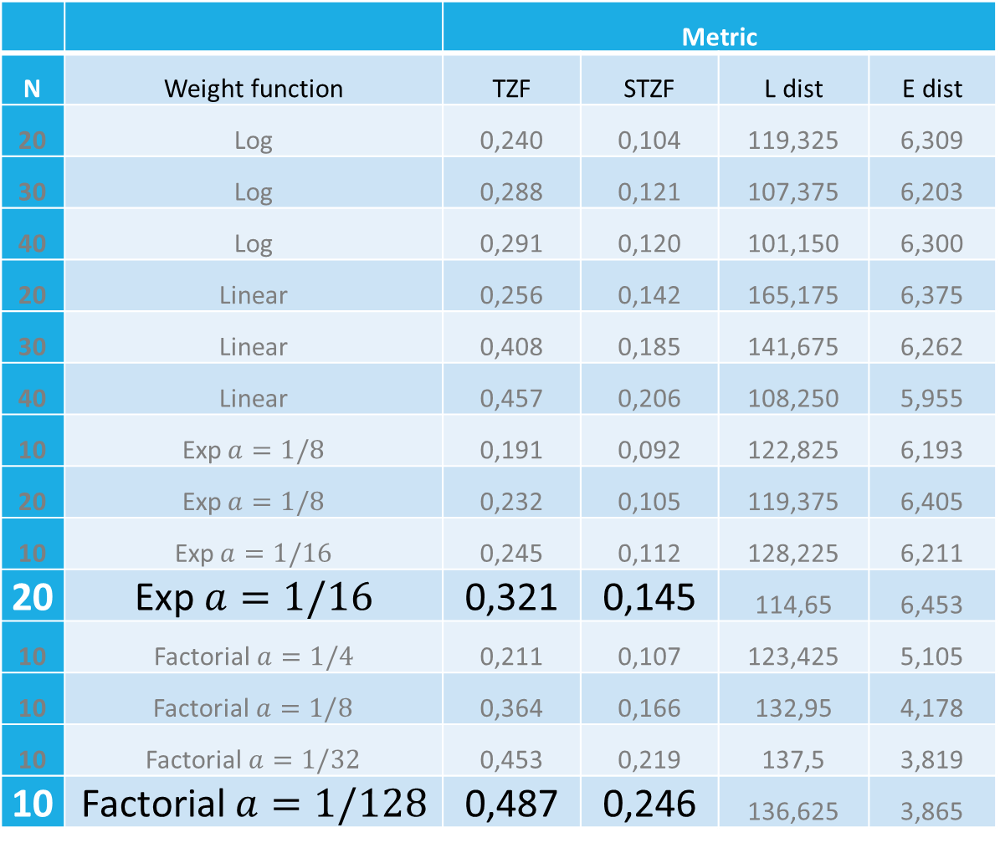 Metric
N Weight function TZF STZF L dist E dist
20 Log 0,240 0,104 119,325 6,309
30 Log 0,288 0,121 107,375 6,203
40 Log 0,291 0,120 101,150 6,300
20 Linear 0,256 0,142 165,175 6,375
30 Linear 0,408 0,185 141,675 6,262
40 Linear 0,457 0,206 108,250 5,955
10 Exp a = 1/8 0,191 0,092 122,825 6,193
20 Exp a = 1/8 0,232 0,105 119,375 6,405
10 Exp a = 1/16 0,245 0,112 128,225 6,211
20 Exp a = 1/16 0,321 0,145 114,65 6,453
10 Factorial a = 1/4 0,211 0,107 123,425 5,105
10 Factorial a = 1/8 0,364 0,166 132,95 4,178
10 Factorial a = 1/32 0,453 0,219 137,5 3,819
10 Factorial a = 1/128 0,487 0,246 136,625 3,865